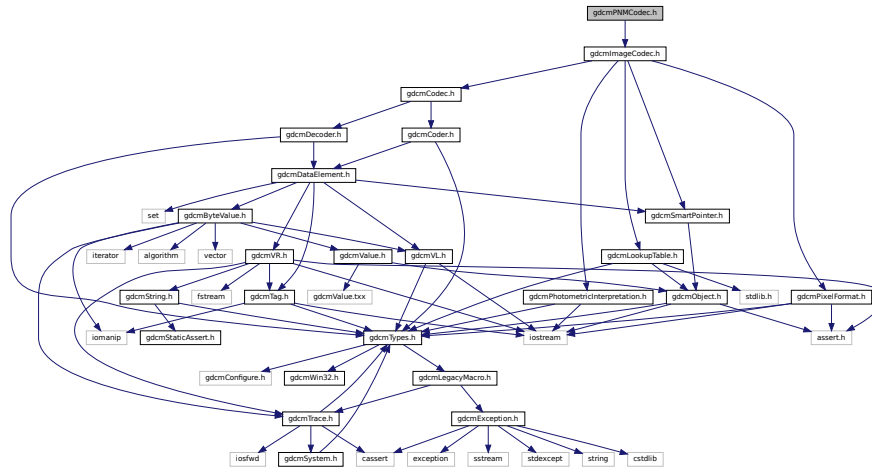 gdcmPNMCodec.h
gdcmImageCodec.h
gdcmCodec.h
gdcmDecoder.h
gdcmCoder.h
gdcmDataElement.h
set
gdcmByteValue.h
gdcmSmartPointer.h
iterator
algorithm
vector
gdcmVR.h
gdcmValue.h
gdcmVL.h
gdcmLookupTable.h
gdcmString.h
fstream
gdcmTag.h
gdcmValue.txx
gdcmPhotometricInterpretation.h
gdcmObject.h
stdlib.h
gdcmPixelFormat.h
iomanip
gdcmStaticAssert.h
gdcmTypes.h
iostream
assert.h
gdcmConfigure.h
gdcmWin32.h
gdcmLegacyMacro.h
gdcmTrace.h
gdcmException.h
iosfwd
gdcmSystem.h
cassert
exception
sstream
stdexcept
string
cstdlib